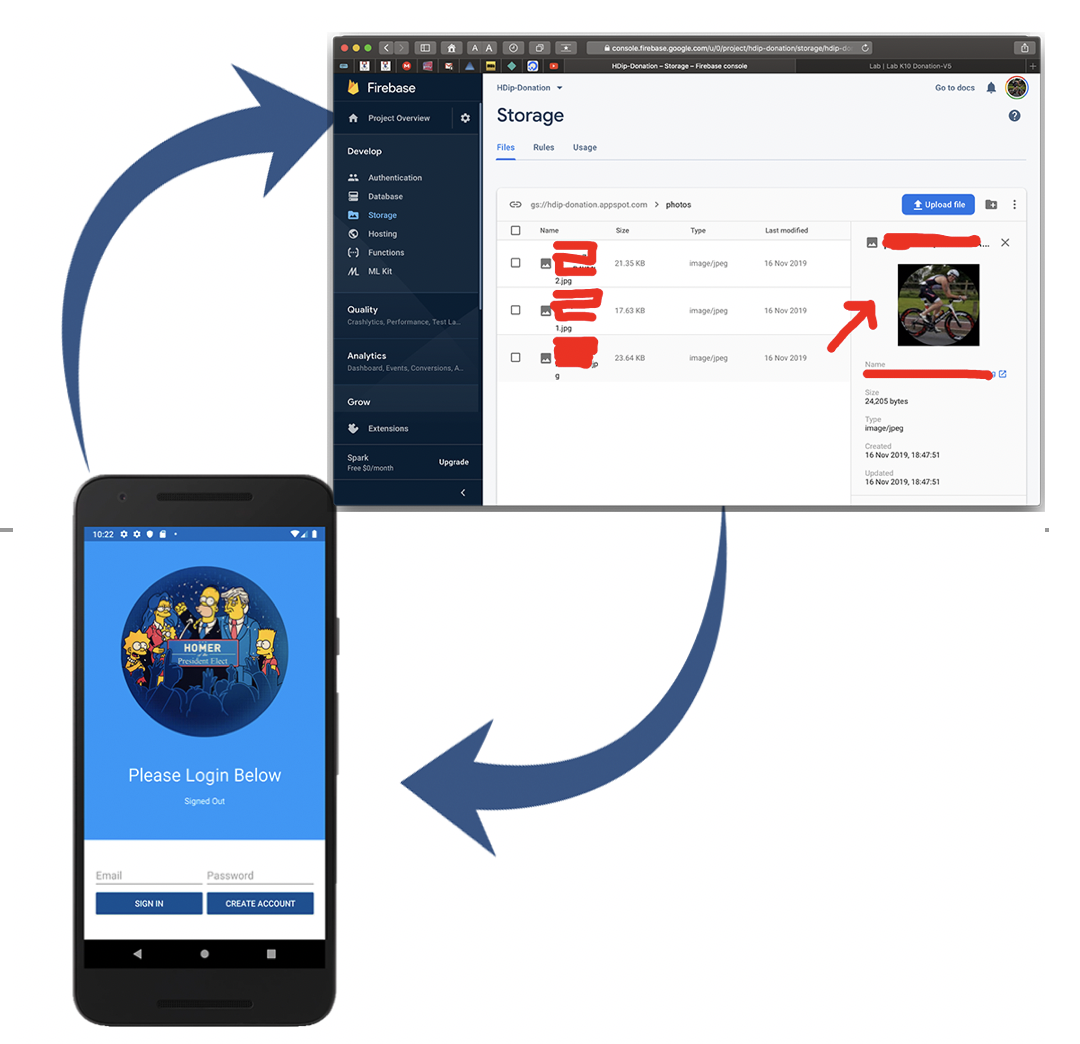 console.firebase.google.com/u/0/project/hdip-donation/storage/hdip-do
HDip-Donation – Storage – Firebase console
Lab | Lab K10 Donation-V5
Firebase
Project Overview
Develop
Authentication
Database
Storage
Hosting
Functions
ML Kit
Quality
Crashlytics, Performance, Test La...
Analytics
Dashboard, Events, Conversions, A...
Grow
Extensions
Spark
Free $0/month
Upgrade
HDip-Donation
Go to docs
Storage
Files Rules Usage
gs://hdip-donation.appspot.com > photos
Upload file
Name Size Type Last modified
2.jpg
21.35 KB image/jpeg 16 Nov 2019
1.jpg
17.63 KB image/jpeg 16 Nov 2019
jp
g
23.64 KB image/jpeg 16 Nov 2019
...
Name
g
Size
24,205 bytes
Type
image/jpeg
Created
16 Nov 2019, 18:47:51
Updated
16 Nov 2019, 18:47:51
10:22
HOMER
President Elect
Please Login Below
Signed Out
Email Password
SIGN IN CREATE ACCOUNT